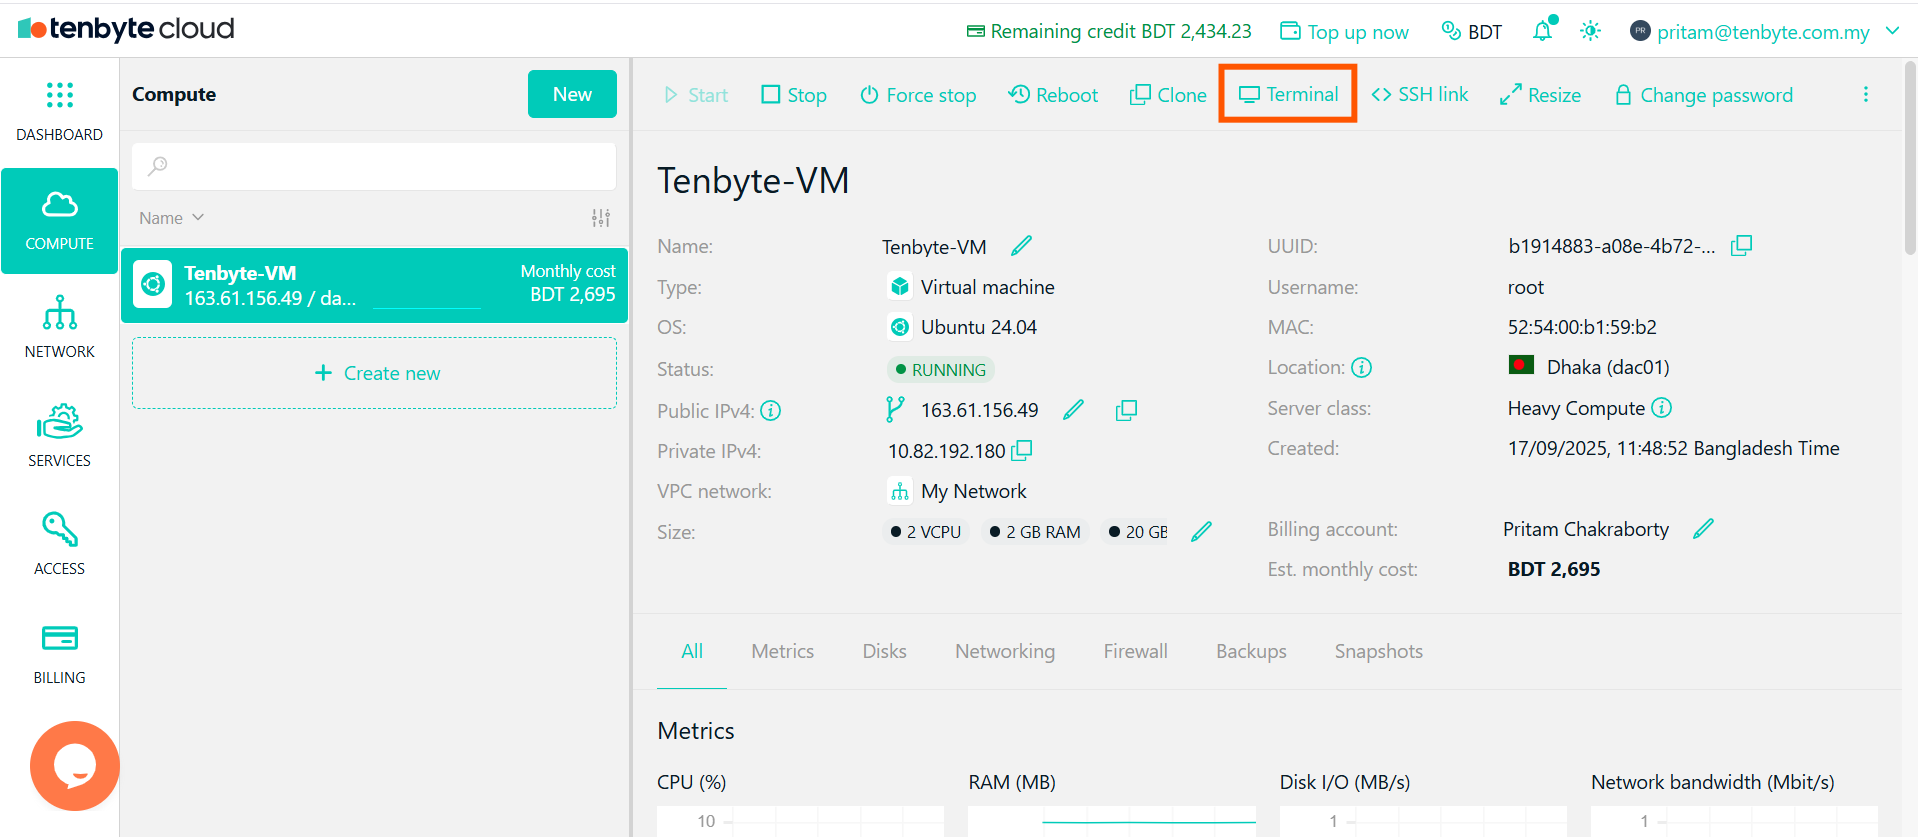 tenbyte cloud
Remaining credit BDT 2,434.23
Top up now
BDT
PR
pritam@tenbyte.com.my
DASHBOARD
COMPUTE
NETWORK
SERVICES
ACCESS
BILLING
Compute
New
Name
Tenbyte-VM
163.61.156.49 / da...
Monthly cost
BDT 2,695
+ Create new
Start
Stop
Force stop
Reboot
Clone
Terminal
SSH link
Resize
Change password
Tenbyte-VM
Name: Tenbyte-VM
Type: Virtual machine
OS: Ubuntu 24.04
Status: RUNNING
Public IPv4: 163.61.156.49
Private IPv4: 10.82.192.180
VPC network: My Network
Size: 2 VCPU 2 GB RAM 20 GB
UUID: b1914883-a08e-4b72-...
Username: root
MAC: 52:54:00:b1:59:b2
Location: Dhaka (dac01)
Server class: Heavy Compute
Created: 17/09/2025, 11:48:52 Bangladesh Time
Billing account: Pritam Chakraborty
Est. monthly cost: BDT 2,695
All
Metrics
Disks
Networking
Firewall
Backups
Snapshots
Metrics
CPU (%)
10
RAM (MB)
Disk I/O (MB/s)
1
Network bandwidth (Mbit/s)
1